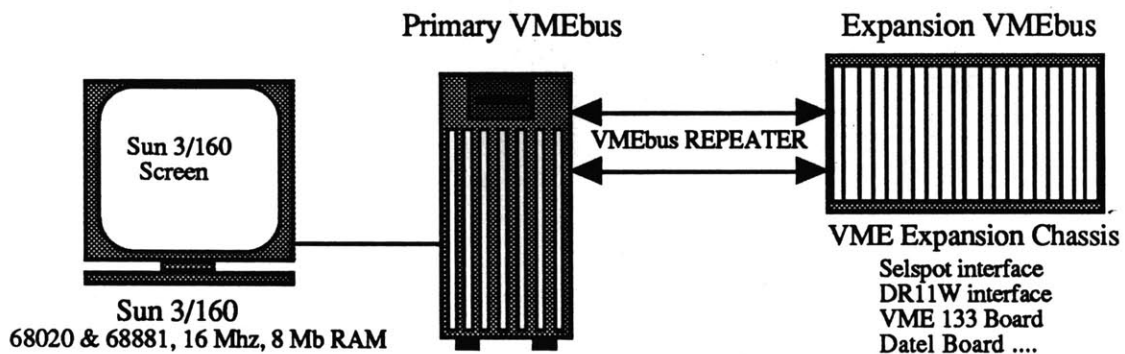 Primary VMEbus
Expansion VMEbus
Sun 3/160
Screen
VMEbus REPEATER
VME Expansion Chassis
Selspot interface
DR11W interface
VME 133 Board
Datel Board ....
Sun 3/160
68020 & 68881, 16 Mhz, 8 Mb RAM